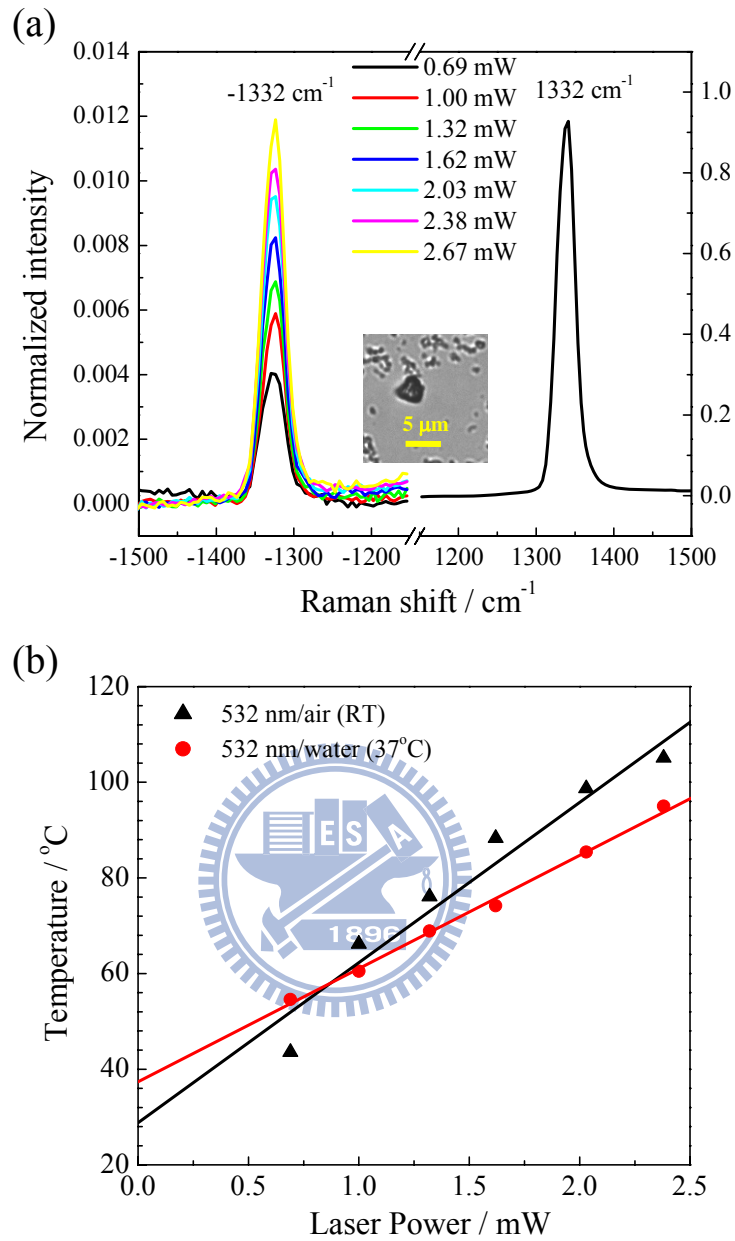 (a)
0.014
0.012
0.010
0.008
0.006
0.004
0.002
0.000
Normalized intensity
-1332 cm-1
0.69 mW
1.00 mW
1.32 mW
1.62 mW
2.03 mW
2.38 mW
2.67 mW
1332 cm-1
1.0
0.8
0.6
0.4
0.2
0.0
5 μm
-1500 -1400 -1300 -1200 1200 1300 1400 1500
Raman shift / cm-1
(b)
120
100
80
60
40
20
Temperature / oC
532 nm/air (RT)
532 nm/water (37oC)
E S A
1896
0.0 0.5 1.0 1.5 2.0 2.5
Laser Power / mW